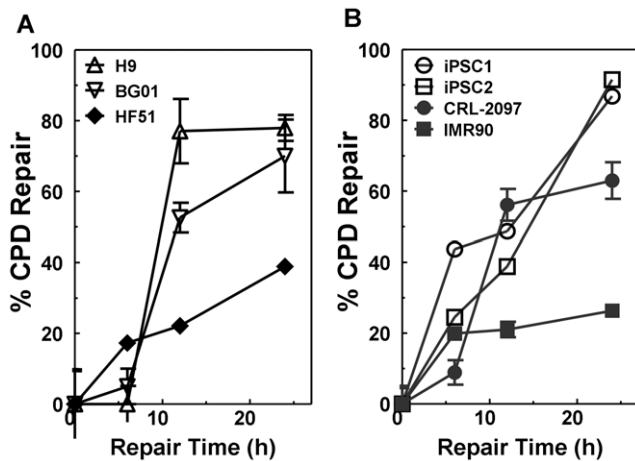 A
H9
BG01
HF51
% CPD Repair
100
80
60
40
20
0
0 10 20
Repair Time (h)
B
iPSC1
iPSC2
CRL-2097
IMR90
% CPD Repair
100
80
60
40
20
0
0 10 20
Repair Time (h)